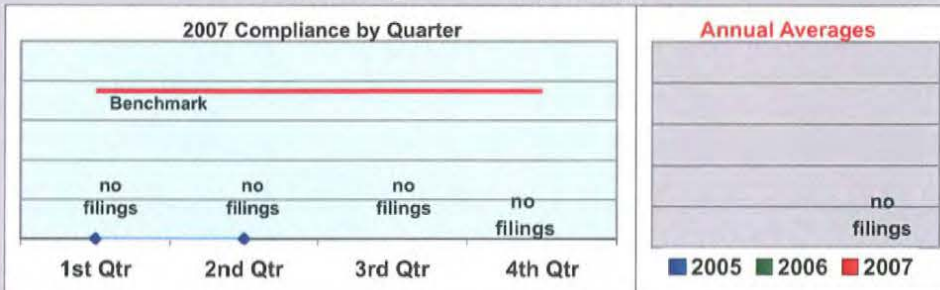 2007 Compliance by Quarter
Benchmark
no
filings
no
filings
no
filings
no
filings
1st Qtr
2nd Qtr
3rd Qtr
4th Qtr
Annual Averages
no
filings
2005
2006
2007